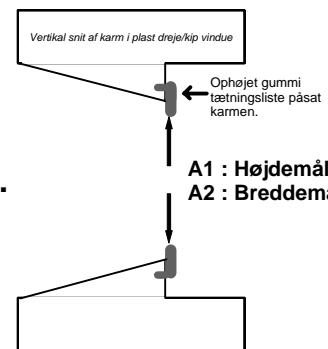 Vertikal snit af karm i plast dreje/kip vindue
Ophøjet gummi
tætningsliste påsat
karmen.
A1 : Højdemål
A2 : Breddemå
.